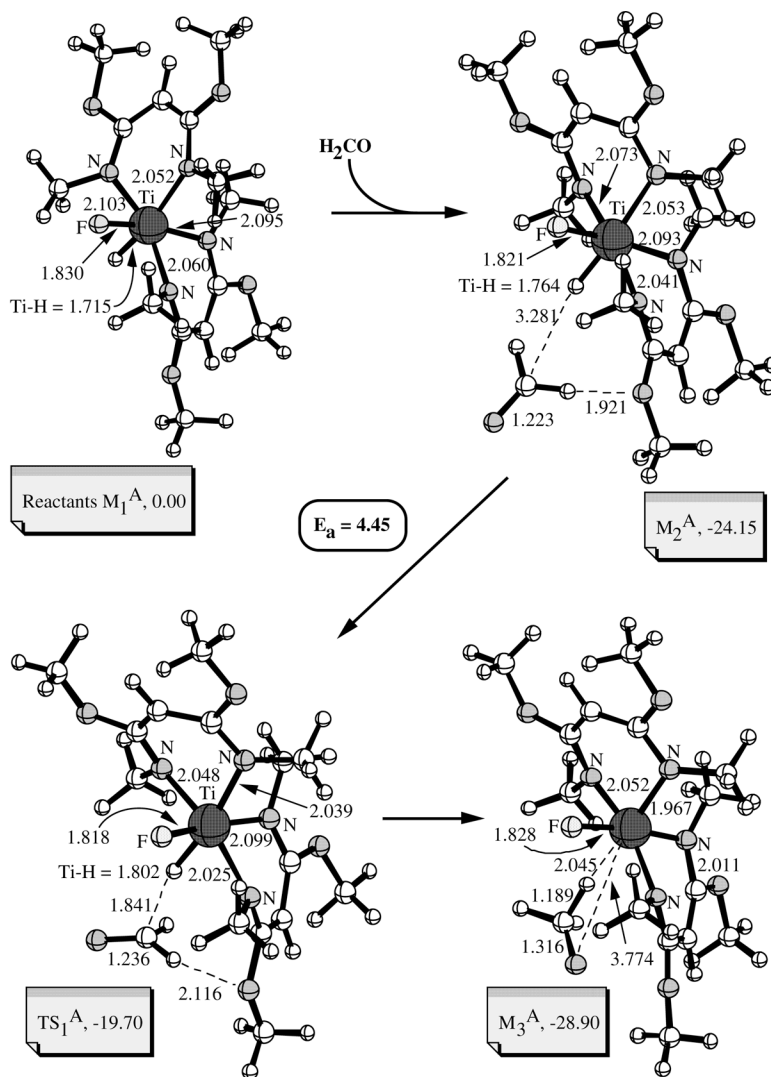 N
N
2.052
Ti
2.103
F
2.095
N
1.830
2.060
Ti-H = 1.715
N
Reactants M1A, 0.00
H2CO
2.073
N
N
Ti
2.053
F
2.093
1.821
N
Ti-H = 1.764
2.041
3.281
N
1.223
1.921
M2A, -24.15
Ea = 4.45
N
N
2.048
Ti
2.039
1.818
F
2.099
N
Ti-H = 1.802
2.025
N
1.841
1.236
2.116
TS1A, -19.70
N
N
2.052
1.967
F
1.828
N
2.045
2.011
1.189
N
1.316
3.774
M3A, -28.90